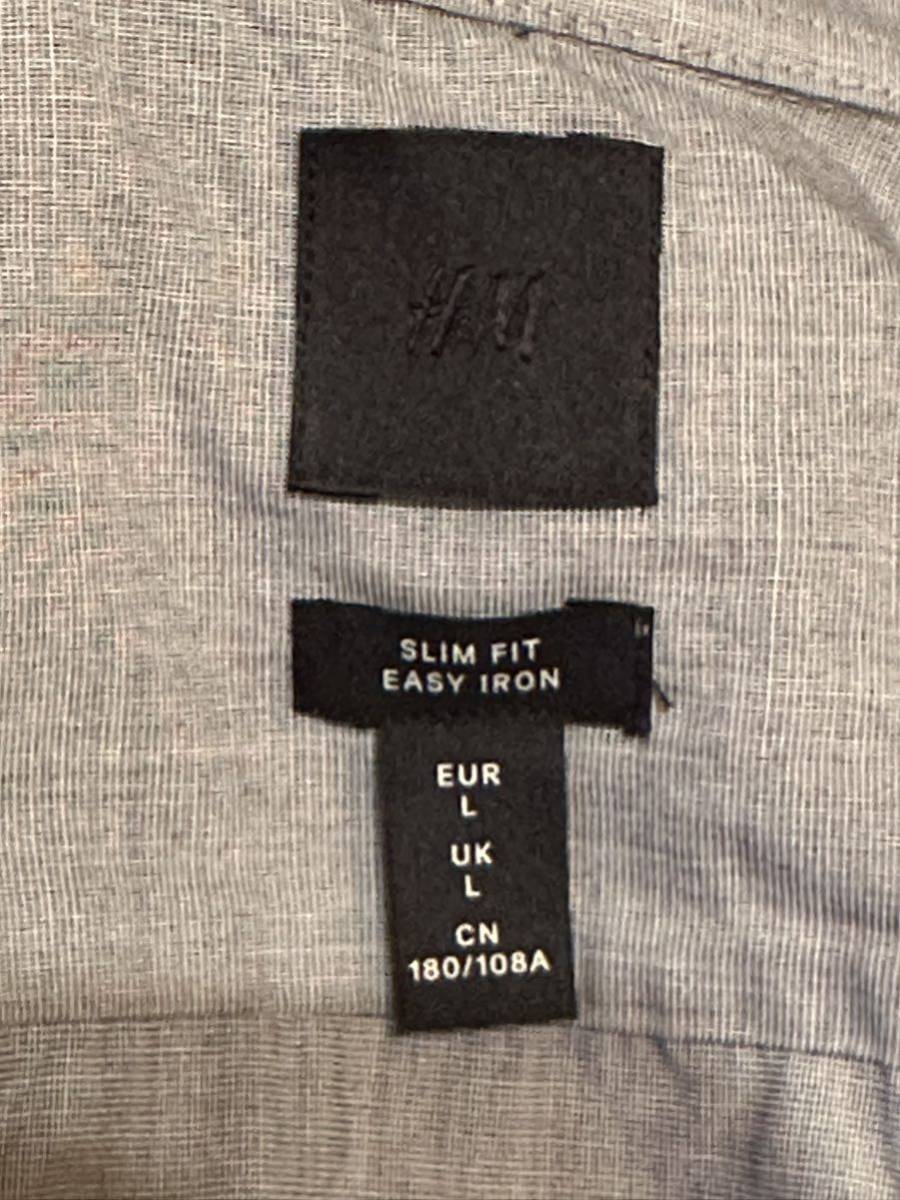 H&M
SLIM FIT
EASY IRON
EUR
L
UK
L
CN
180/108A